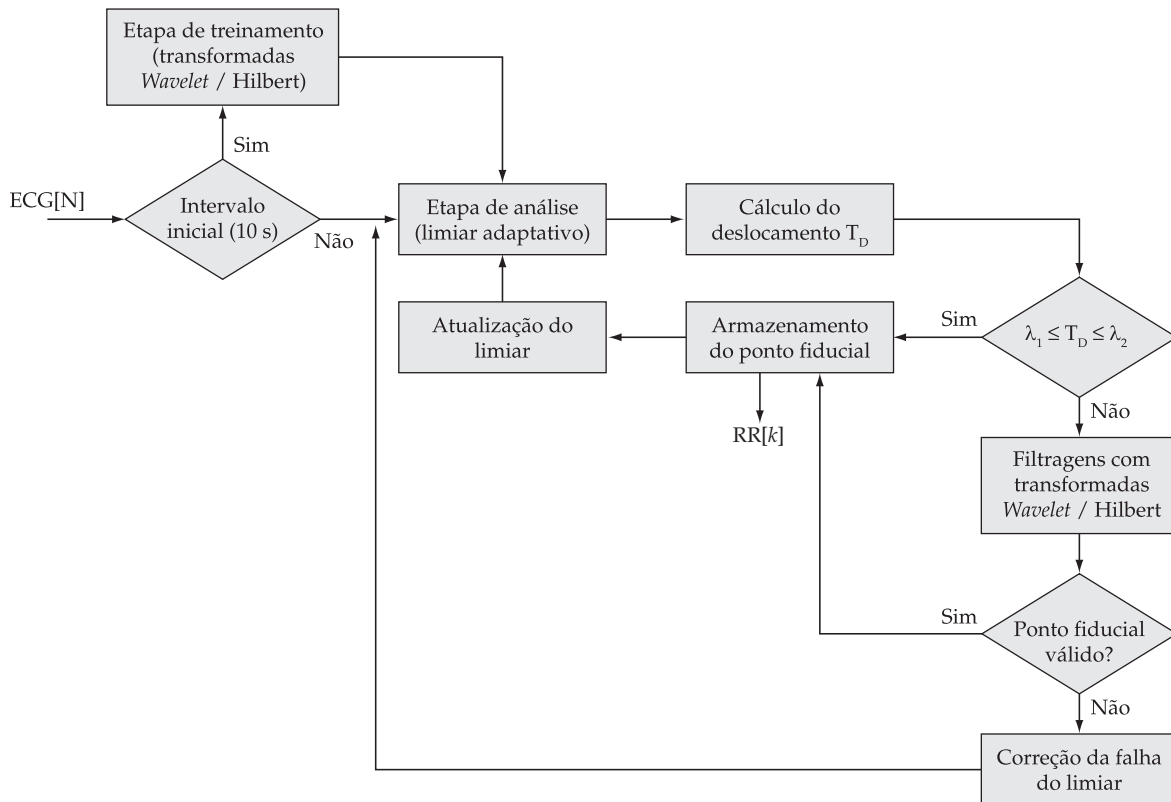 Etapa de treinamento
(transformadas
Wavelet / Hilbert)
Sim
ECG[N]
Intervalo
inicial (10 s)
Não
Etapa de análise
(limiar adaptativo)
Cálculo do
deslocamento T_D
λ₁ ≤ T_D ≤ λ₂
Sim
Não
Armazenamento
do ponto fiducial
Atualização do
limiar
RR[k]
Filtragens com
transformadas
Wavelet / Hilbert
Ponto fiducial
válido?
Sim
Não
Correção da falha
do limiar